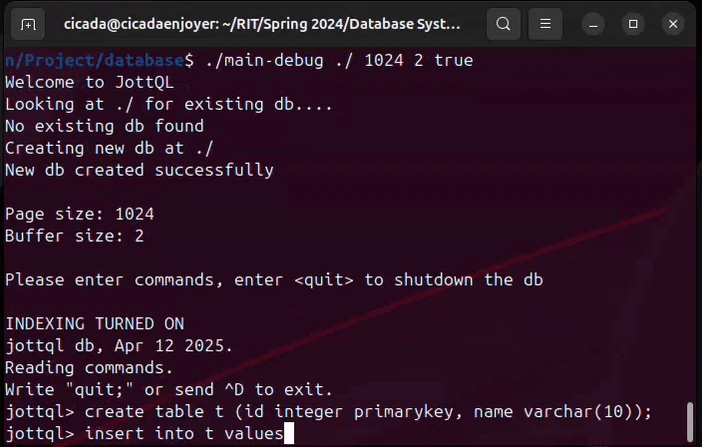 cicada@cicadaenjoyer: ~/RIT/Spring 2024/Database Syst...
n/Project/database$ ./main-debug ./ 1024 2 true
Welcome to JottQL
Looking at ./ for existing db....
No existing db found
Creating new db at ./
New db created successfully
Page size: 1024
Buffer size: 2
Please enter commands, enter <quit> to shutdown the db
INDEXING TURNED ON
jottql db, Apr 12 2025.
Reading commands.
Write "quit;" or send ^D to exit.
jottql> create table t (id integer primarykey, name varchar(10));
jottql> insert into t values